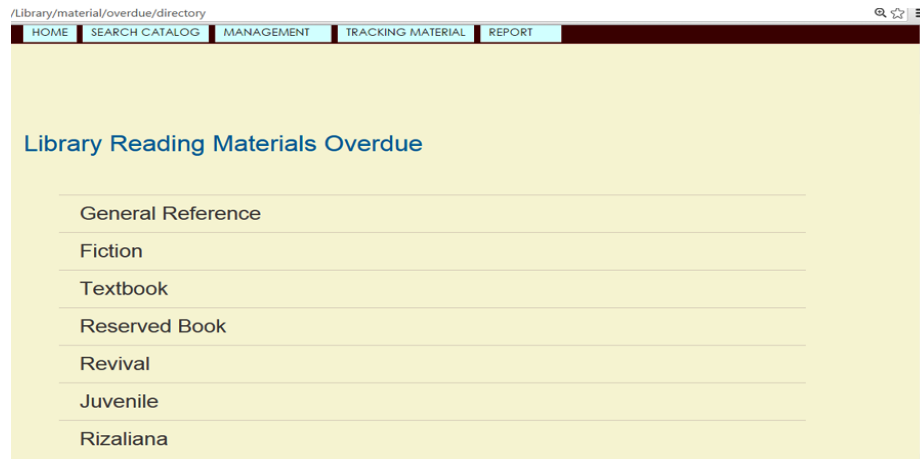 /Library/material/overdue/directory
HOME SEARCH CATALOG MANAGEMENT TRACKING MATERIAL REPORT
Library Reading Materials Overdue
General Reference
Fiction
Textbook
Reserved Book
Revival
Juvenile
Rizaliana